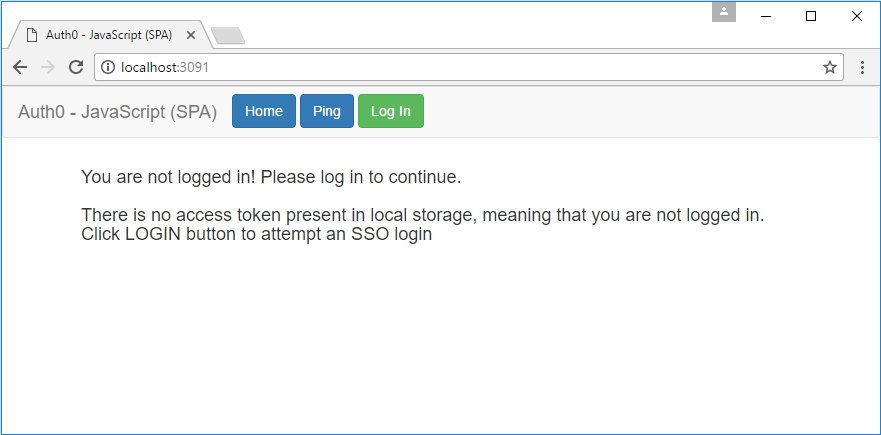 Auth0 - JavaScript (SPA)
localhost:3091
Auth0 - JavaScript (SPA) Home Ping Log In
You are not logged in! Please log in to continue.
There is no access token present in local storage, meaning that you are not logged in.
Click LOGIN button to attempt an SSO login